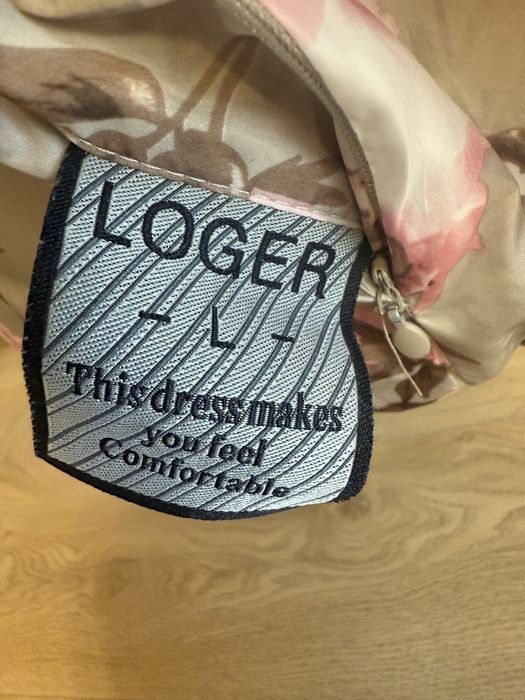 LOGER
- L -
This dress makes
you feel
Comfortable